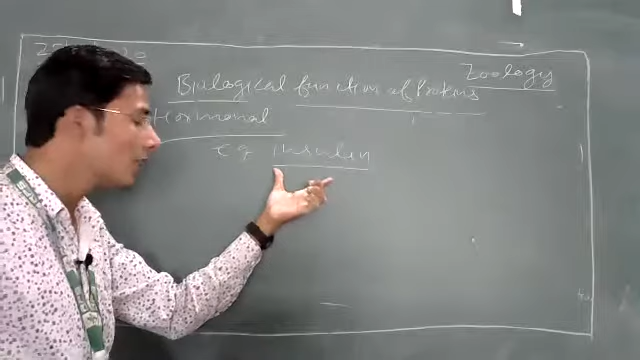 Zoology
Biological function of Proteins
Hormonal
eg insulin